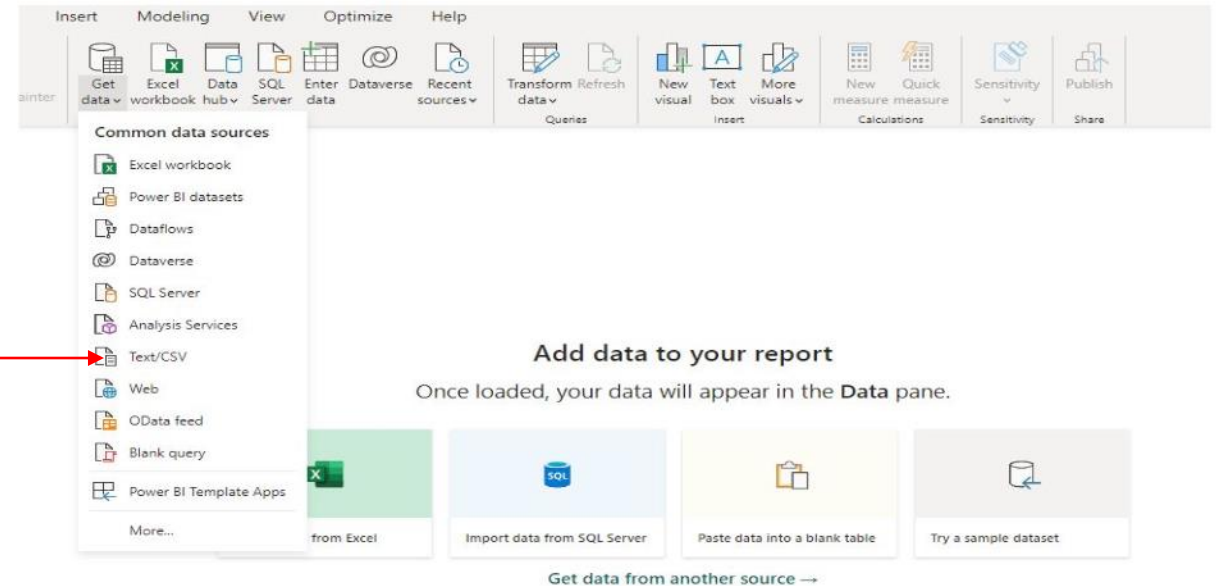 Insert Modeling View Optimize Help
ainter
Get data Excel workbook Data hub SQL Server Enter data Dataverse Recent sources Transform data Refresh New visual Text box More visuals New measure Quick measure Sensitivity Publish
Queries Insert Calculations Sensitivity Share
Common data sources
Excel workbook
Power BI datasets
Dataflows
Dataverse
SQL Server
Analysis Services
Text/CSV
Web
OData feed
Blank query
Power BI Template Apps
More...
Add data to your report
Once loaded, your data will appear in the Data pane.
X
SQL
from Excel
Import data from SQL Server
Paste data into a blank table
Try a sample dataset
Get data from another source →